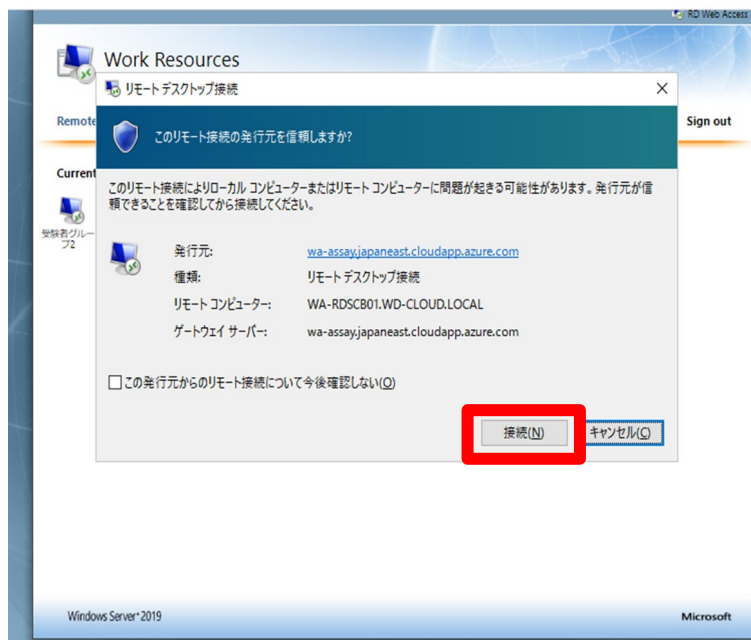 RD Web Access
Work Resources
リモート デスクトップ接続
Remote
Sign out
このリモート接続の発行元を信頼しますか?
Current
このリモート接続によりローカル コンピューターまたはリモート コンピューターに問題が起きる可能性があります。発行元が信
頼できることを確認してから接続してください。
受験者グルー
プ2
発行元: wa-assay.japaneast.cloudapp.azure.com
種類: リモート デスクトップ接続
リモート コンピューター: WA-RDSCB01.WD-CLOUD.LOCAL
ゲートウェイ サーバー: wa-assay.japaneast.cloudapp.azure.com
この発行元からのリモート接続について今後確認しない(O)
接続(N) キャンセル(C)
Windows Server 2019
Microsoft